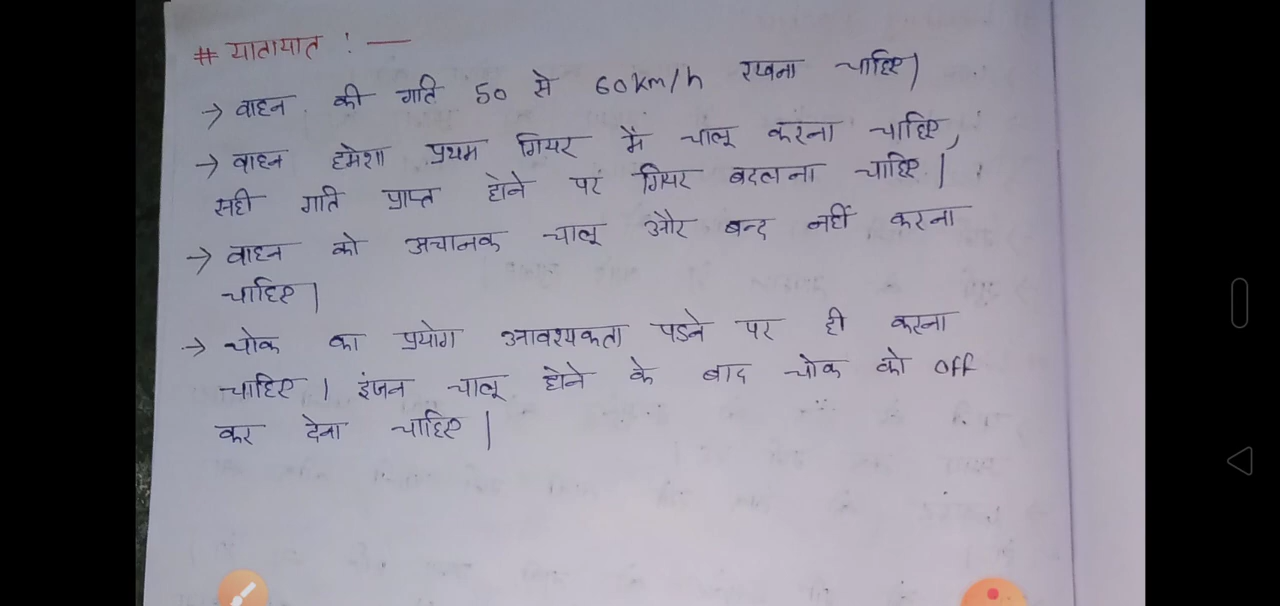 # यातायात : —
→ वाहन की गति 50 से 60km/h रखना चाहिए|
→ वाहन हमेशा प्रथम गियर में चालू करना चाहिए,
सही गति प्राप्त होने पर गियर बदलना चाहिए|
→ वाहन को अचानक चालू और बन्द नहीं करना
चाहिए|
→ चोक का प्रयोग आवश्यकता पडने पर ही करना
चाहिए| इंजन चालू होने के बाद चोक को off
कर देना चाहिए|